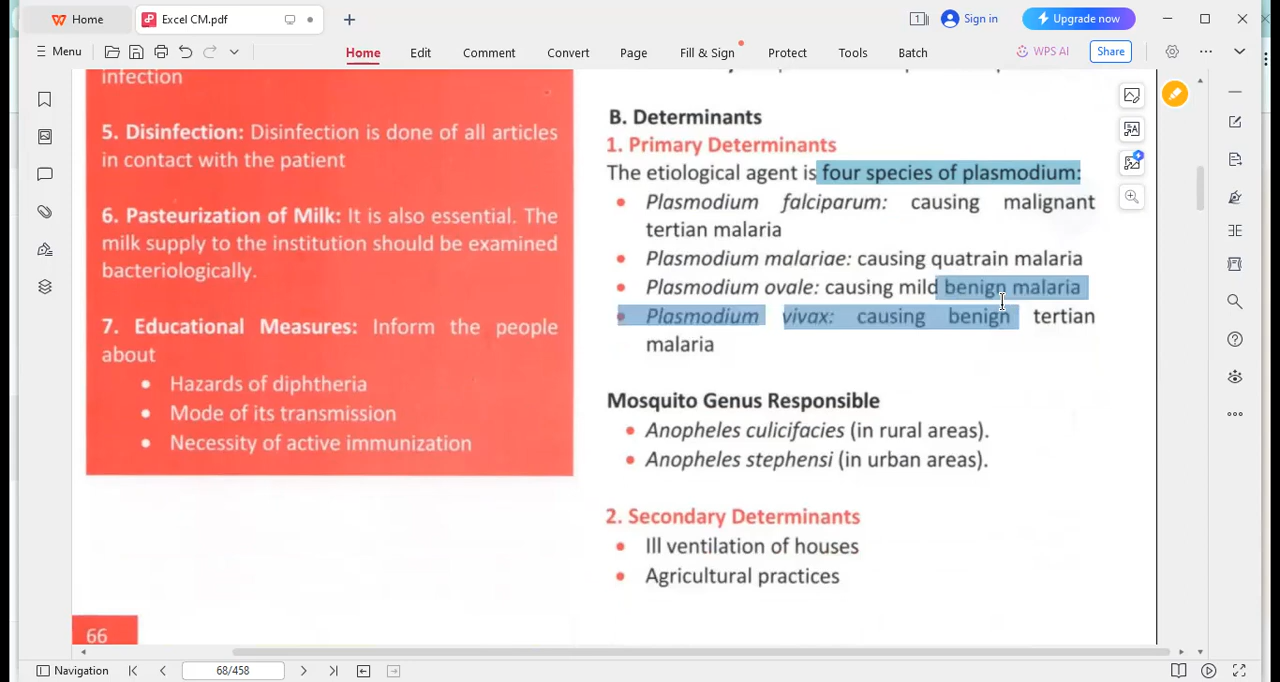 Home
Excel CM.pdf
Sign in
Upgrade now
Menu
Home
Edit
Comment
Convert
Page
Fill & Sign
Protect
Tools
Batch
WPS AI
Share
infection
5. Disinfection: Disinfection is done of all articles
in contact with the patient
6. Pasteurization of Milk: It is also essential. The
milk supply to the institution should be examined
bacteriologically.
7. Educational Measures: Inform the people
about
• Hazards of diphtheria
• Mode of its transmission
• Necessity of active immunization
66
B. Determinants
1. Primary Determinants
The etiological agent is four species of plasmodium:
• Plasmodium falciparum: causing malignant
tertian malaria
• Plasmodium malariae: causing quatrain malaria
• Plasmodium ovale: causing mild benign malaria
• Plasmodium vivax: causing benign tertian
malaria
Mosquito Genus Responsible
• Anopheles culicifacies (in rural areas).
• Anopheles stephensi (in urban areas).
2. Secondary Determinants
• Ill ventilation of houses
• Agricultural practices
Navigation
68/458